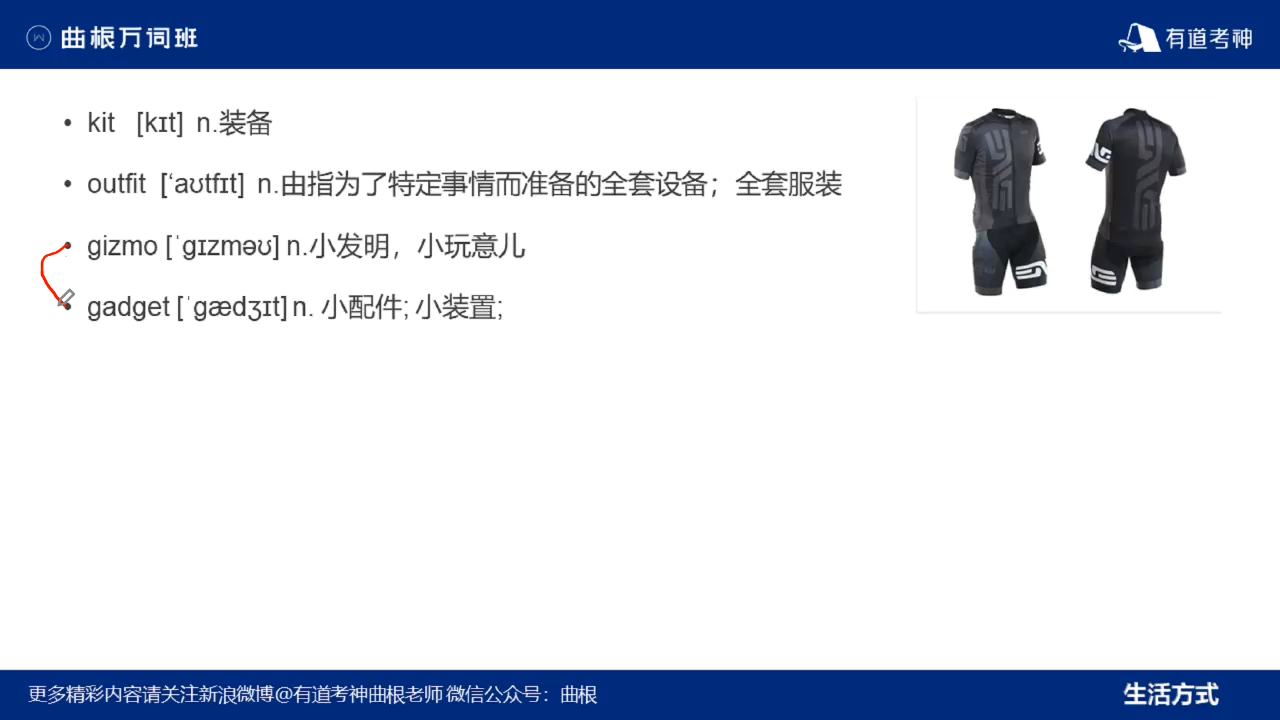 曲根万词班
有道考神
• kit [kɪt] n.装备
• outfit [‘aʊtfɪt] n.由指为了特定事情而准备的全套设备；全套服装
• gizmo [ˈɡɪzməʊ] n.小发明，小玩意儿
• gadget [ˈɡædʒɪt] n. 小配件; 小装置;
更多精彩内容请关注新浪微博@有道考神曲根老师 微信公众号：曲根
生活方式